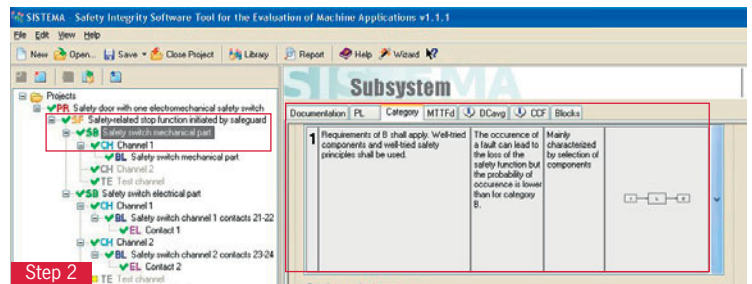 SISTEMA - Safety Integrity Software Tool for the Evaluation of Machine Applications v1.1.1
File Edit View Help
New Open... Save Close Project Library Report Help Wizard
SISTEMA
Subsystem
Projects
PR Safety door with one electromechanical safety switch
SF Safety-related stop function initiated by safeguard
SB Safety switch mechanical part
CH Channel 1
BL Safety switch mechanical part
CH Channel 2
TE Test channel
SB Safety switch electrical part
CH Channel 1
BL Safety switch channel 1 contacts 21-22
EL Contact 1
CH Channel 2
BL Safety switch channel 2 contacts 23-24
EL Contact 2
TE Test channel
Step 2
Documentation PL Category MTTFd DCavg CCF Blocks
1
Requirements of B shall apply. Well-tried
components and well-tried safety
principles shall be used.
The occurence of
a fault can lead to
the loss of the
safety function but
the probability of
occurence is lower
than for category
B.
Mainly
characterized
by selection of
components